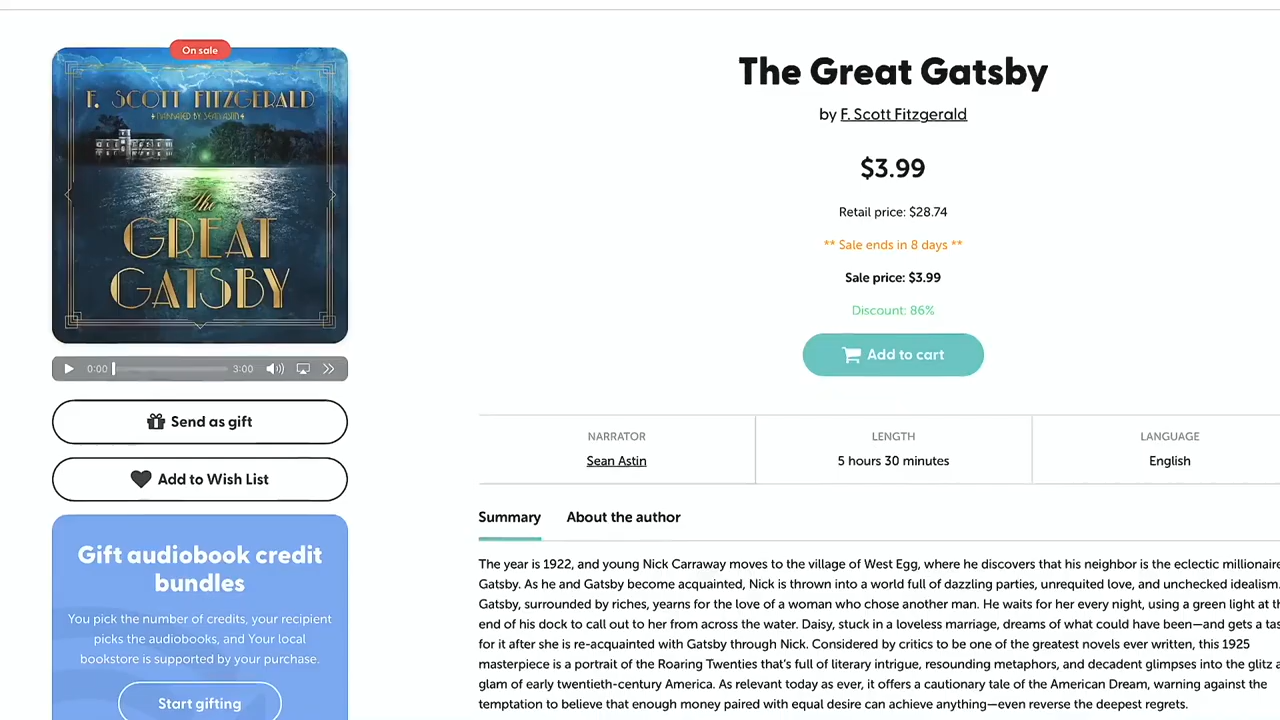 On sale
F. SCOTT FITZGERALD
NARRATED BY SEAN ASTIN
The
GREAT
GATSBY
0:00 3:00
Send as gift
Add to Wish List
Gift audiobook credit
bundles
You pick the number of credits, your recipient
picks the audiobooks, and Your local
bookstore is supported by your purchase.
Start gifting
The Great Gatsby
by F. Scott Fitzgerald
$3.99
Retail price: $28.74
** Sale ends in 8 days **
Sale price: $3.99
Discount: 86%
Add to cart
NARRATOR LENGTH LANGUAGE
Sean Astin 5 hours 30 minutes English
Summary About the author
The year is 1922, and young Nick Carraway moves to the village of West Egg, where he discovers that his neighbor is the eccentric millionaire
Gatsby. As he and Gatsby become acquainted, Nick is thrown into a world full of dazzling parties, unrequited love, and unchecked idealism.
Gatsby, surrounded by riches, yearns for the love of a woman who chose another man. He waits for her every night, using a green light at th
end of his dock to call out to her from across the water. Daisy, stuck in a loveless marriage, dreams of what could have been—and gets a tas
for it after she is re-acquainted with Gatsby through Nick. Considered by critics to be one of the greatest novels ever written, this 1925
masterpiece is a portrait of the Roaring Twenties that's full of literary intrigue, resounding metaphors, and decadent glimpses into the glitz a
glam of early twentieth-century America. As relevant today as ever, it offers a cautionary tale of the American Dream, warning against the
temptation to believe that enough money paired with equal desire can achieve anything—even reverse the deepest regrets.